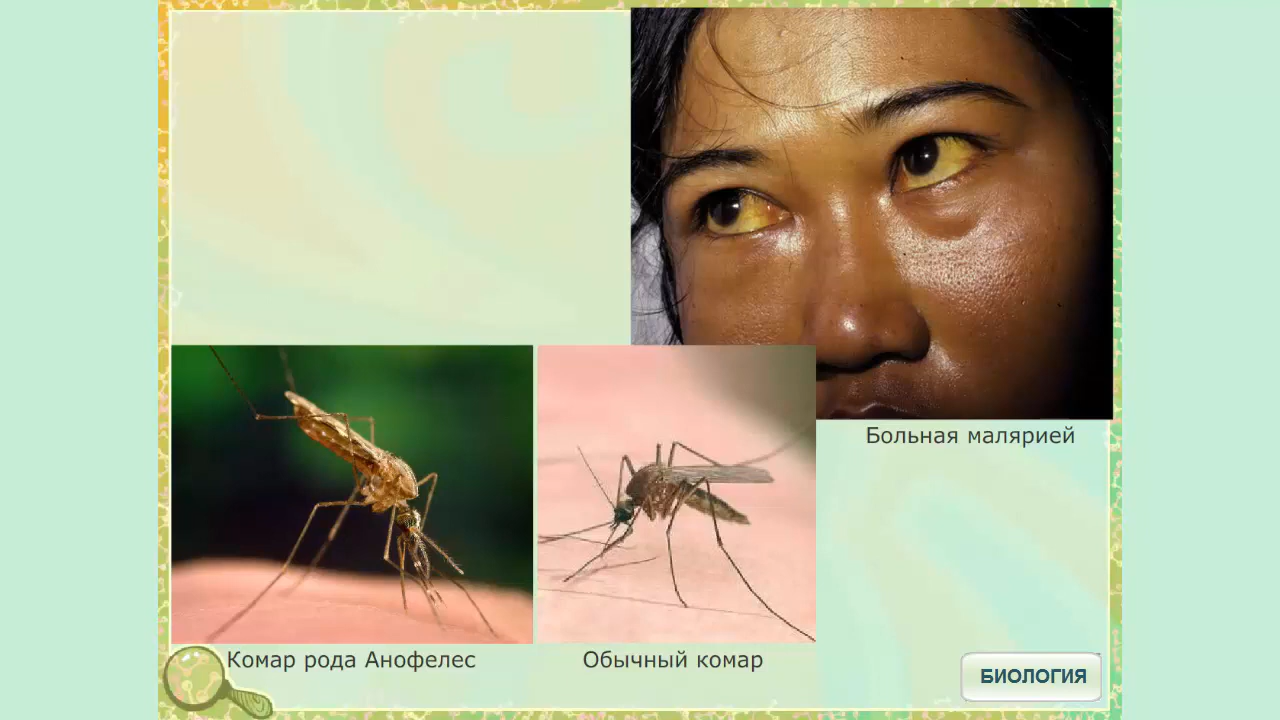 Больная малярией
Комар рода Анофелес
Обычный комар
БИОЛОГИЯ